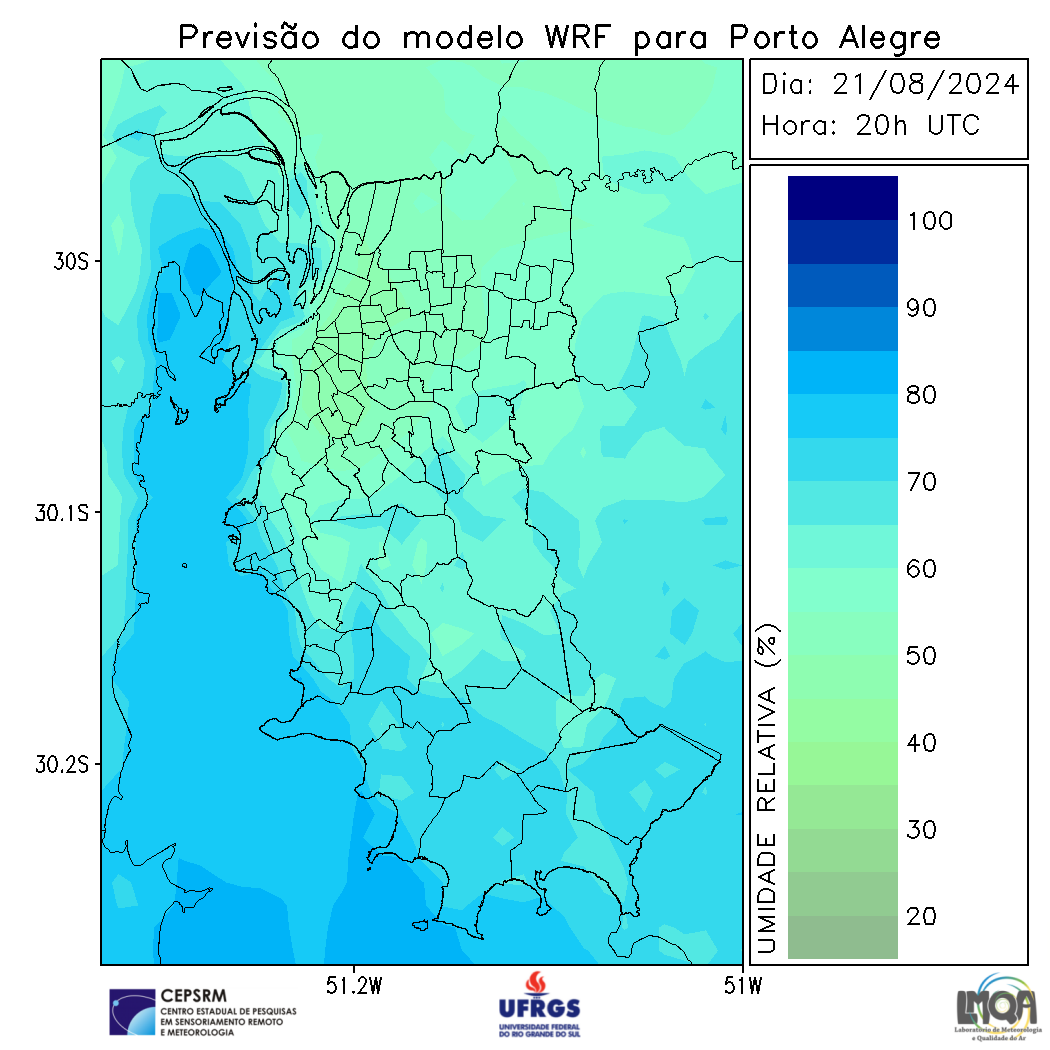 Previsão do modelo WRF para Porto Alegre
Dia: 21/08/2024
Hora: 20h UTC
30S
30.1S
30.2S
51.2W
51W
100
90
80
70
60
50
40
30
20
UMIDADE RELATIVA (%)
CEPSRM
CENTRO ESTADUAL DE PESQUISAS
EM SENSORIAMENTO REMOTO
E METEOROLOGIA
UFRGS
UNIVERSIDADE FEDERAL
DO RIO GRANDE DO SUL
LMQA
Laboratório de Meteorologia
e Qualidade do Ar